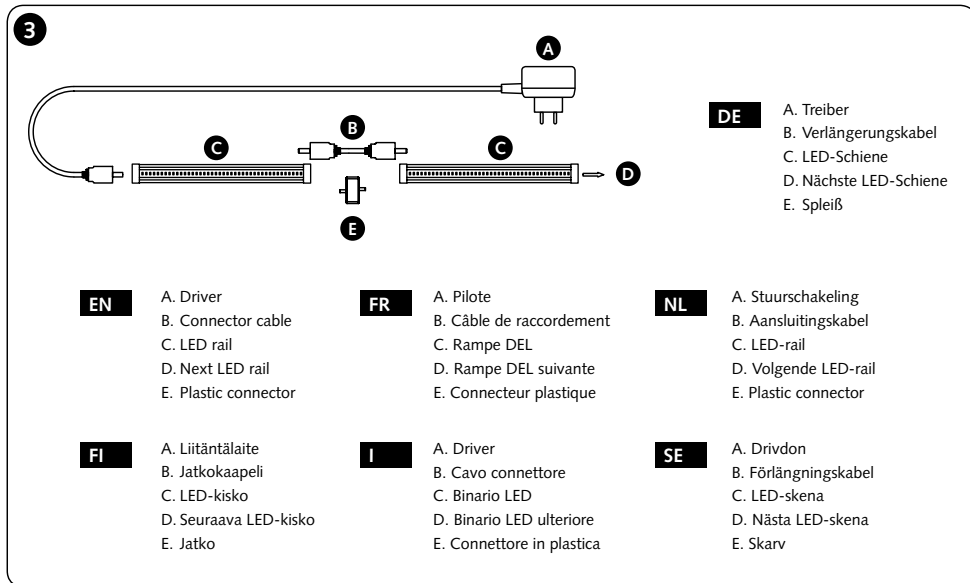 3
A
B
C
C
D
E
DE
A. Treiber
B. Verlängerungskabel
C. LED-Schiene
D. Nächste LED-Schiene
E. Spleiß
EN
A. Driver
B. Connector cable
C. LED rail
D. Next LED rail
E. Plastic connector
FR
A. Pilote
B. Câble de raccordement
C. Rampe DEL
D. Rampe DEL suivante
E. Connecteur plastique
NL
A. Stuurschakeling
B. Aansluitingskabel
C. LED-rail
D. Volgende LED-rail
E. Plastic connector
FI
A. Liitäntälaite
B. Jatkokaapeli
C. LED-kisko
D. Seuraava LED-kisko
E. Jatko
I
A. Driver
B. Cavo connettore
C. Binario LED
D. Binario LED ulteriore
E. Connettore in plastica
SE
A. Drivdon
B. Förlängningskabel
C. LED-skena
D. Nästa LED-skena
E. Skarv